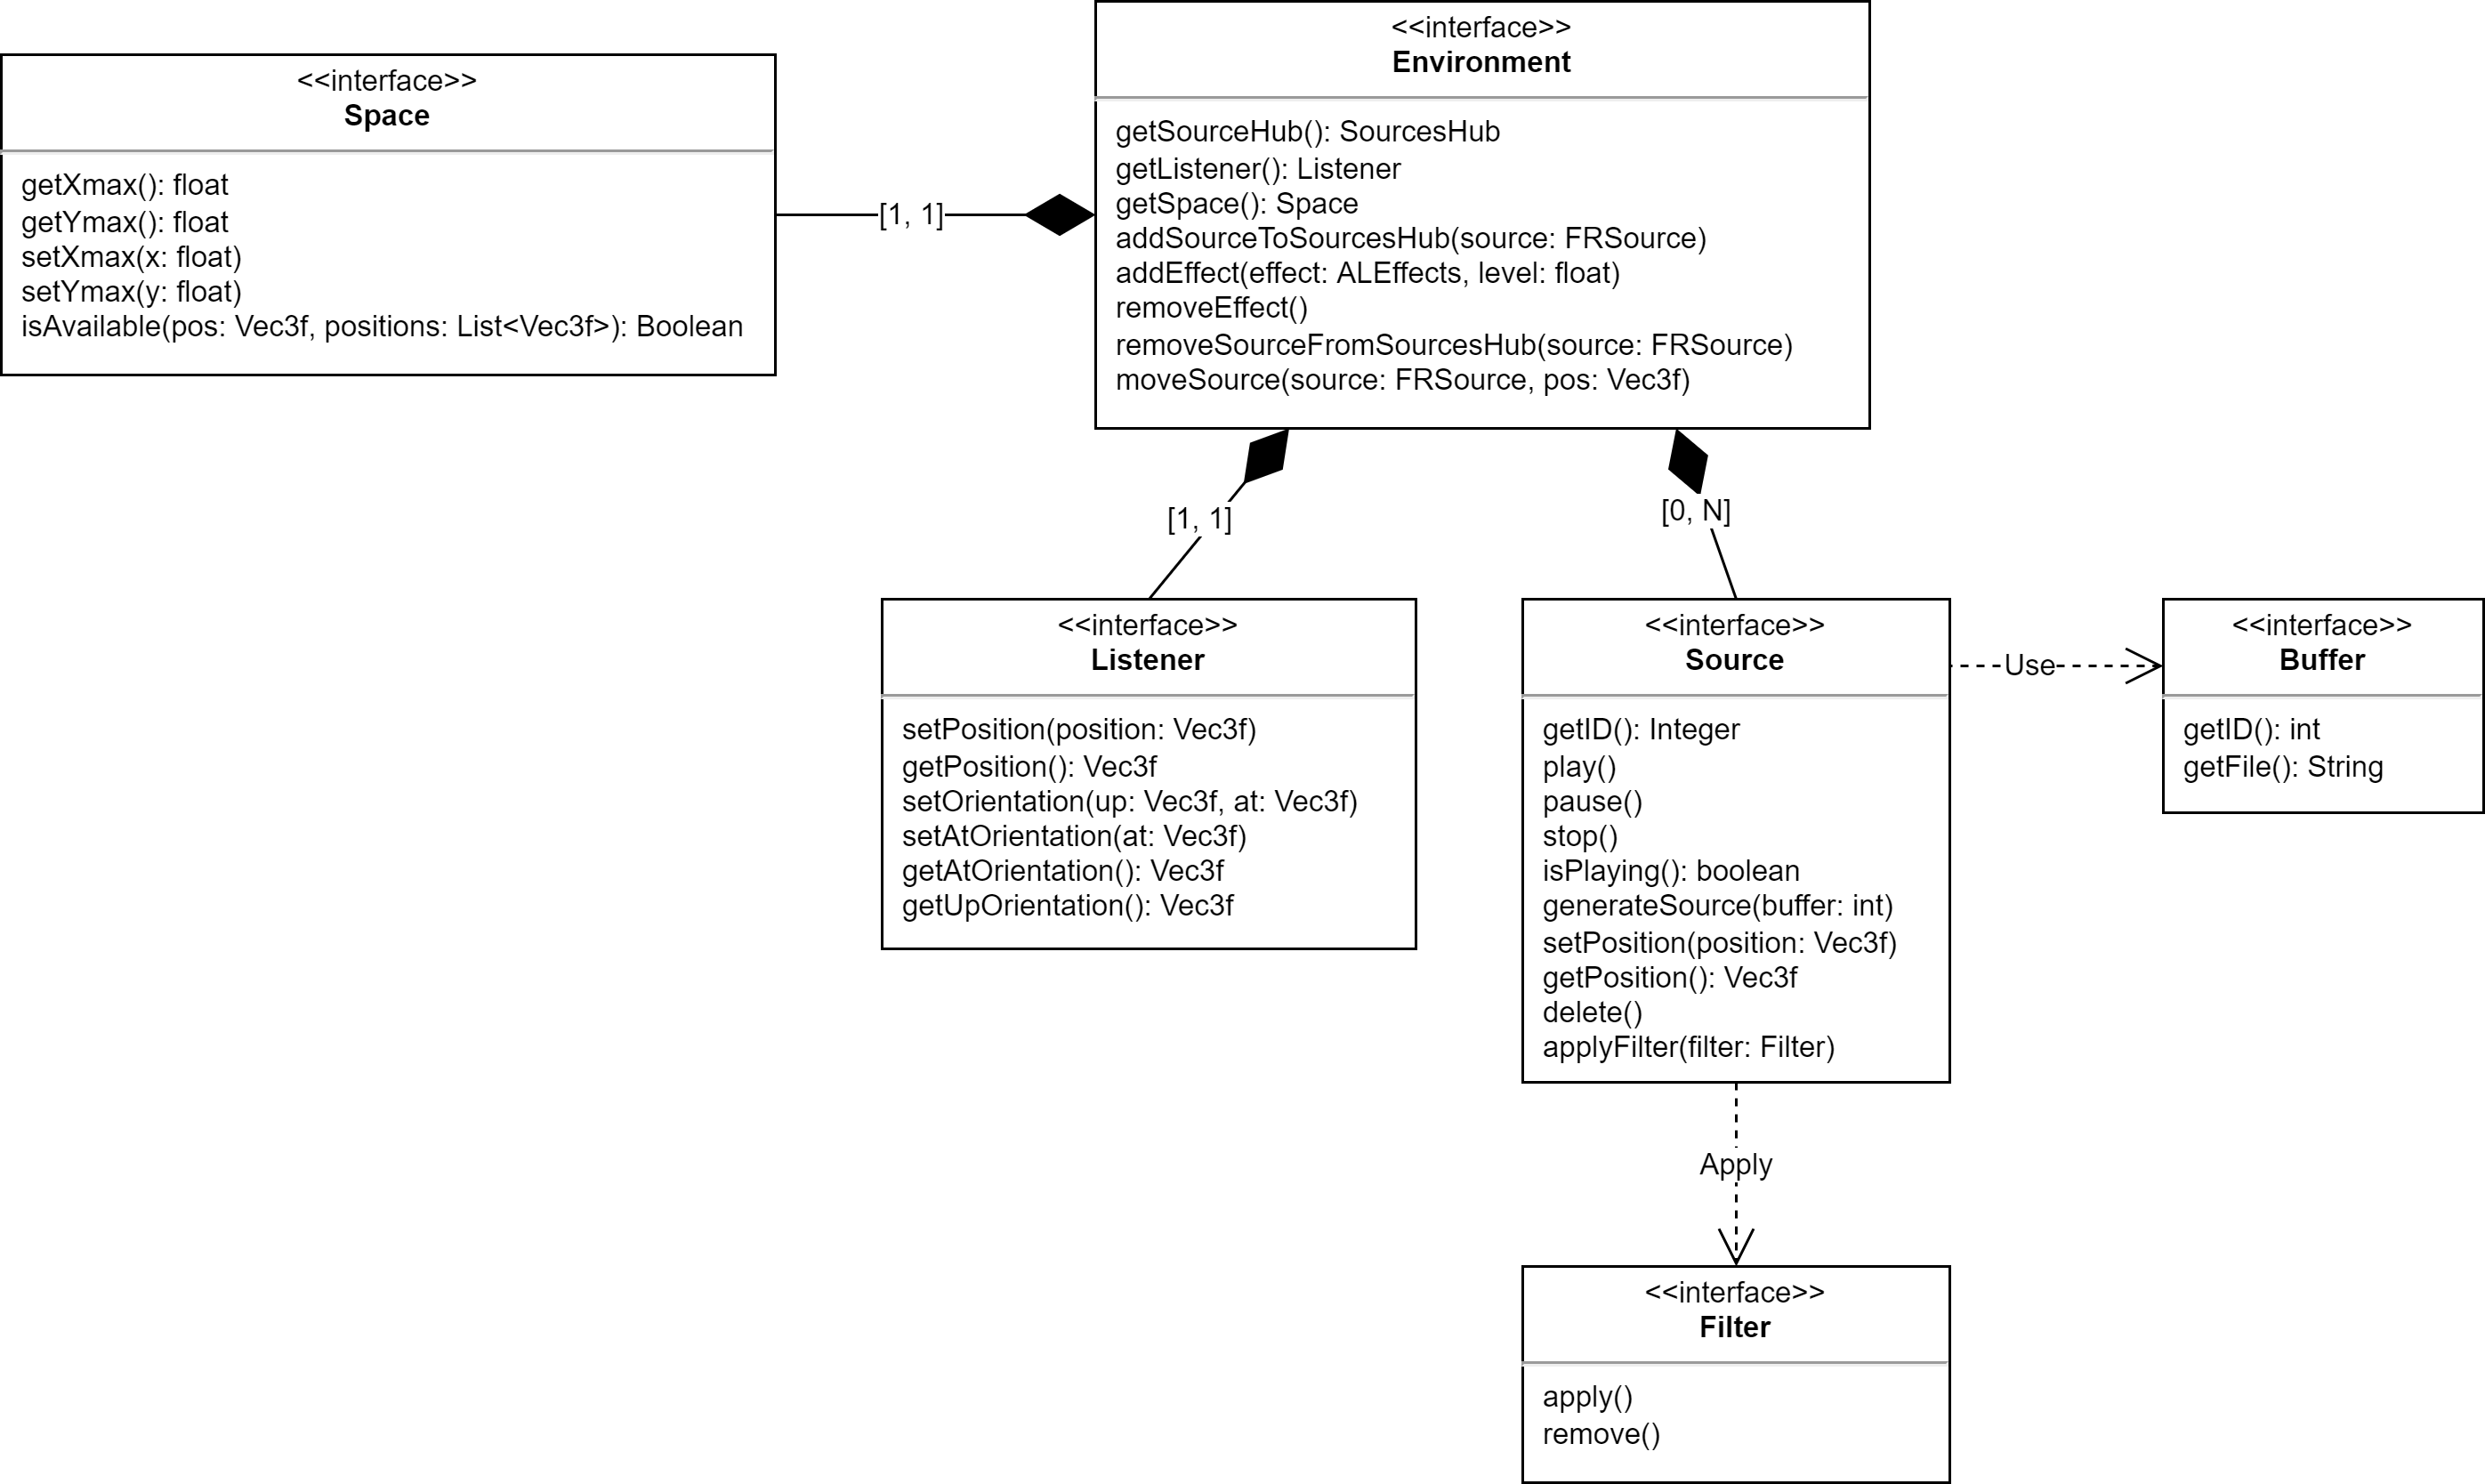 <<interface>>
Space
getXmax(): float
getYmax(): float
setXmax(x: float)
setYmax(y: float)
isAvailable(pos: Vec3f, positions: List<Vec3f>): Boolean
[1, 1]
<<interface>>
Environment
getSourceHub(): SourcesHub
getListener(): Listener
getSpace(): Space
addSourceToSourcesHub(source: FRSource)
addEffect(effect: ALEffects, level: float)
removeEffect()
removeSourceFromSourcesHub(source: FRSource)
moveSource(source: FRSource, pos: Vec3f)
[1, 1]
[0, N]
<<interface>>
Listener
setPosition(position: Vec3f)
getPosition(): Vec3f
setOrientation(up: Vec3f, at: Vec3f)
setAtOrientation(at: Vec3f)
getAtOrientation(): Vec3f
getUpOrientation(): Vec3f
<<interface>>
Source
getID(): Integer
play()
pause()
stop()
isPlaying(): boolean
generateSource(buffer: int)
setPosition(position: Vec3f)
getPosition(): Vec3f
delete()
applyFilter(filter: Filter)
Use
<<interface>>
Buffer
getID(): int
getFile(): String
Apply
<<interface>>
Filter
apply()
remove()